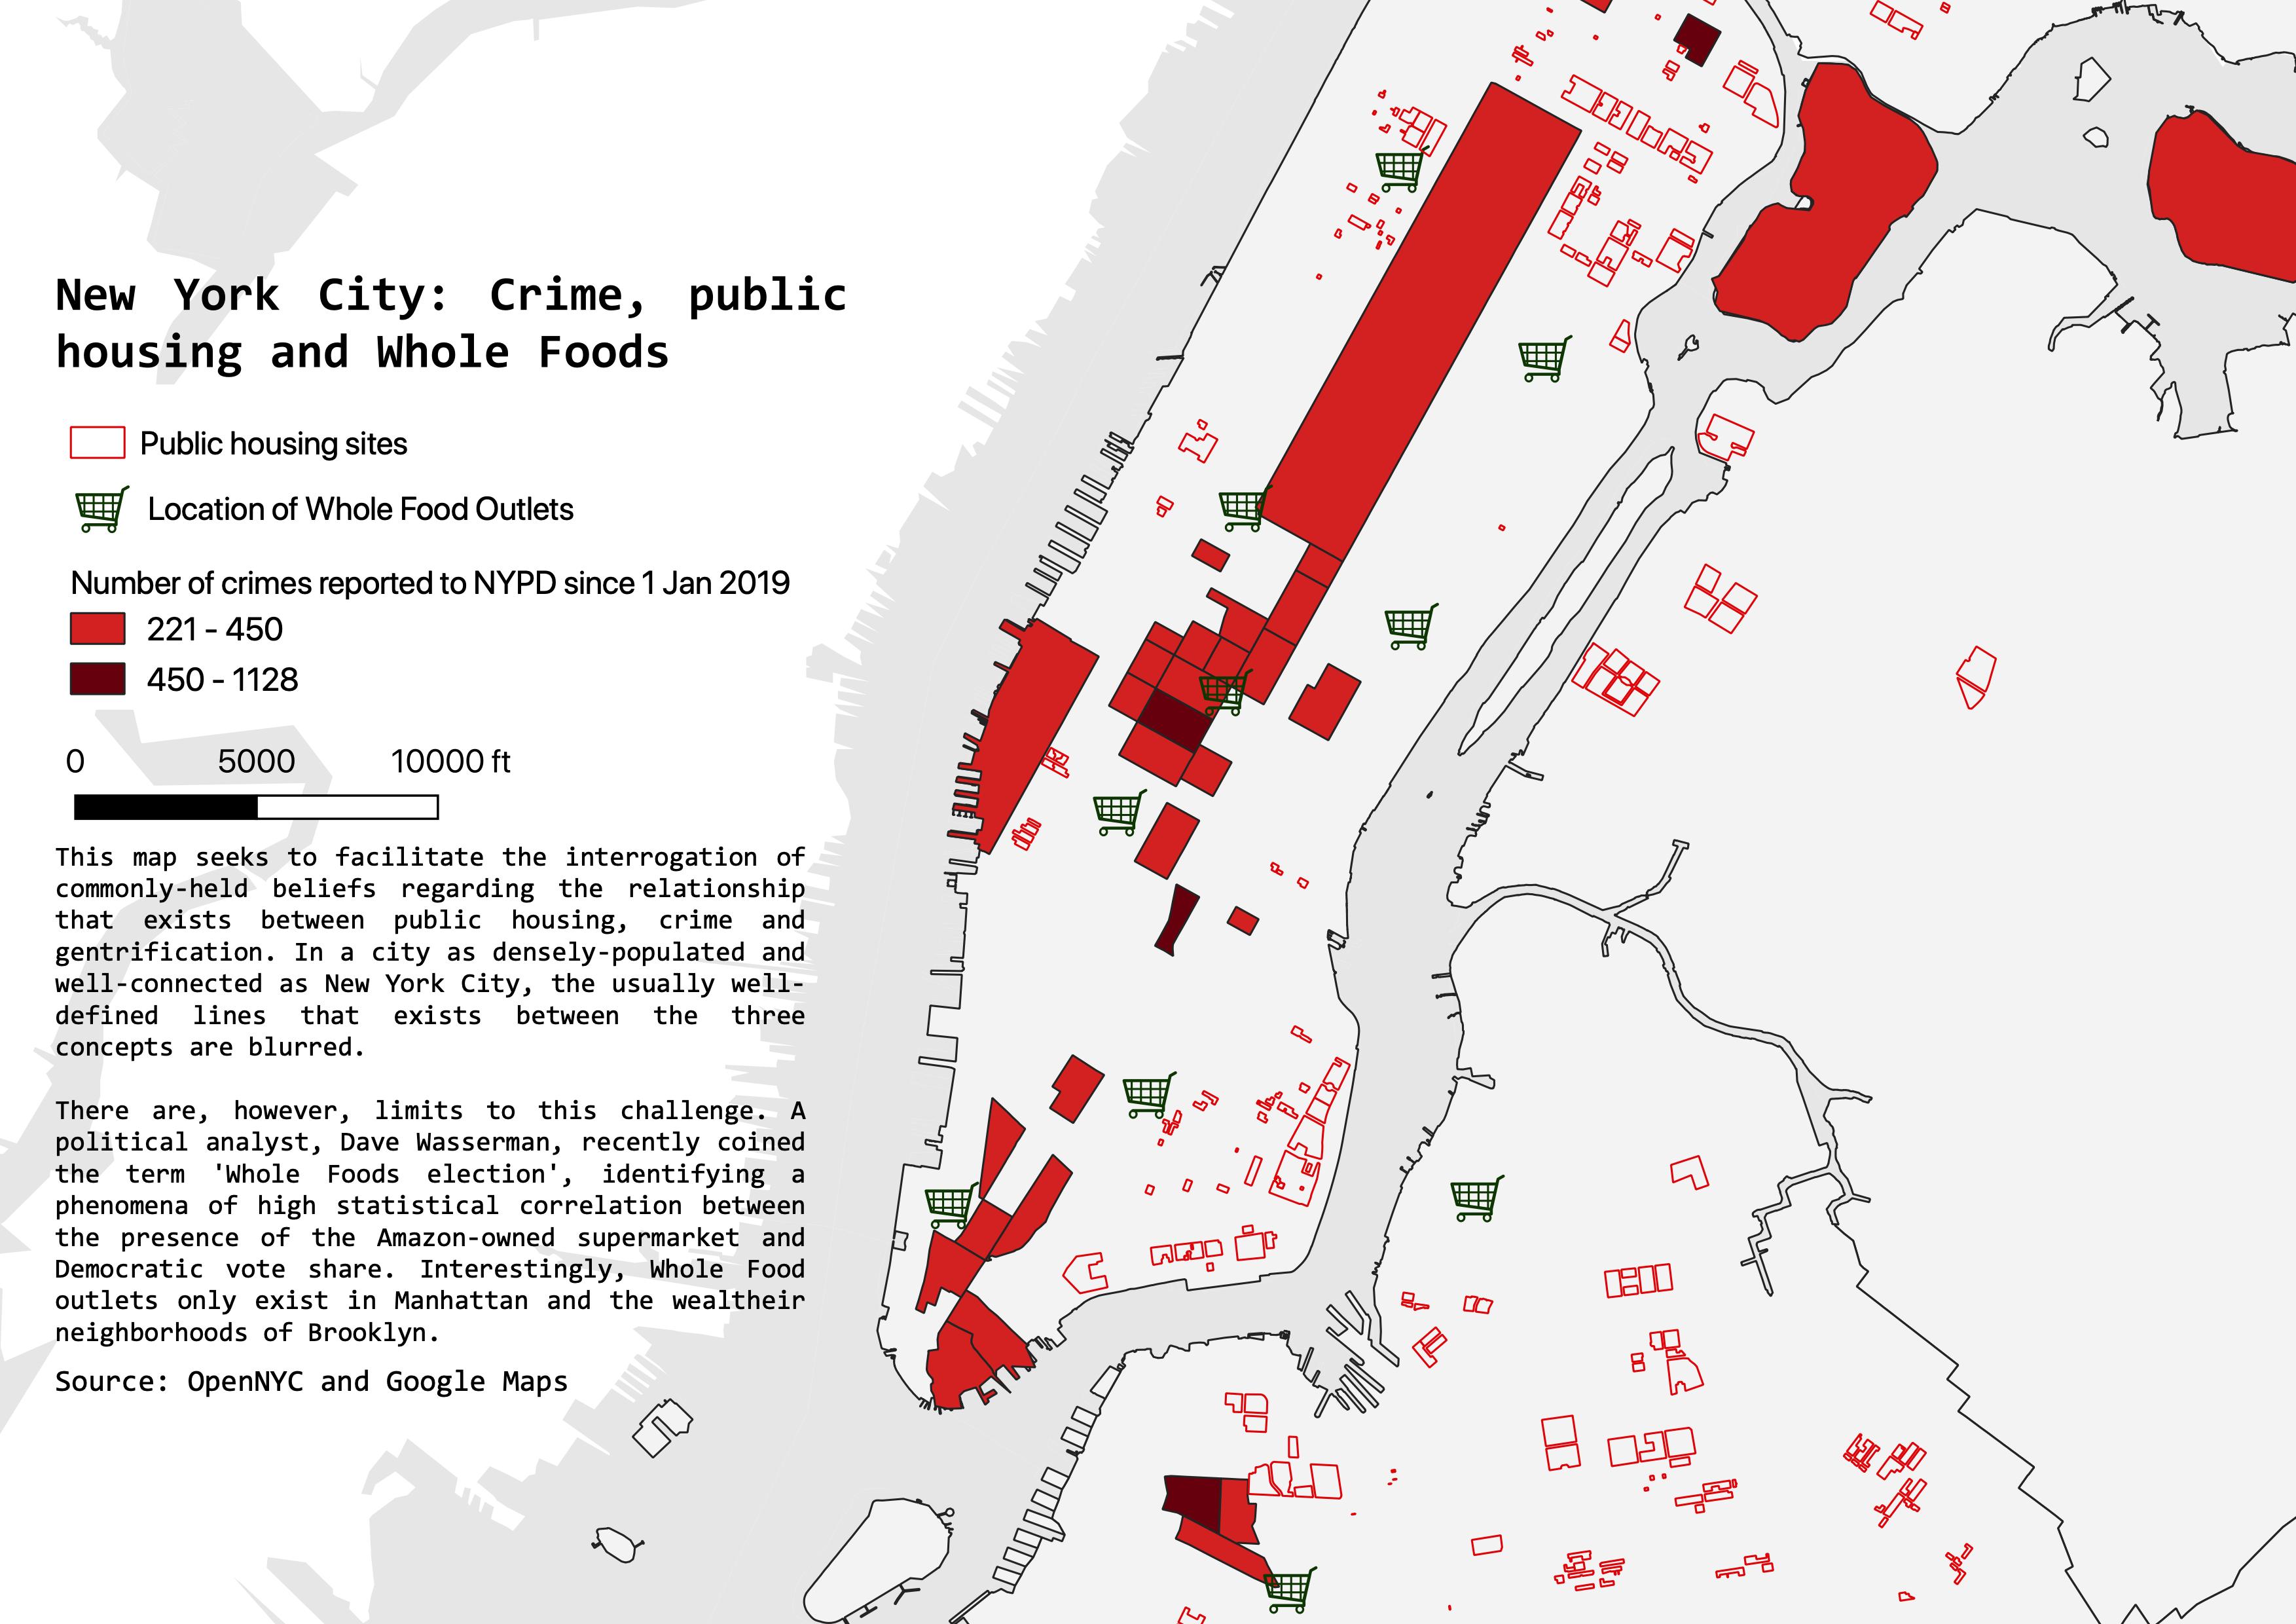 New York City: Crime, public
housing and Whole Foods
Public housing sites
Location of Whole Food Outlets
Number of crimes reported to NYPD since 1 Jan 2019
221 - 450
450 - 1128
0 5000 10000 ft
This map seeks to facilitate the interrogation of
commonly-held beliefs regarding the relationship
that exists between public housing, crime and
gentrification. In a city as densely-populated and
well-connected as New York City, the usually well-
defined lines that exists between the three
concepts are blurred.
There are, however, limits to this challenge. A
political analyst, Dave Wasserman, recently coined
the term 'Whole Foods election', identifying a
phenomena of high statistical correlation between
the presence of the Amazon-owned supermarket and
Democratic vote share. Interestingly, Whole Food
outlets only exist in Manhattan and the wealtheir
neighborhoods of Brooklyn.
Source: OpenNYC and Google Maps